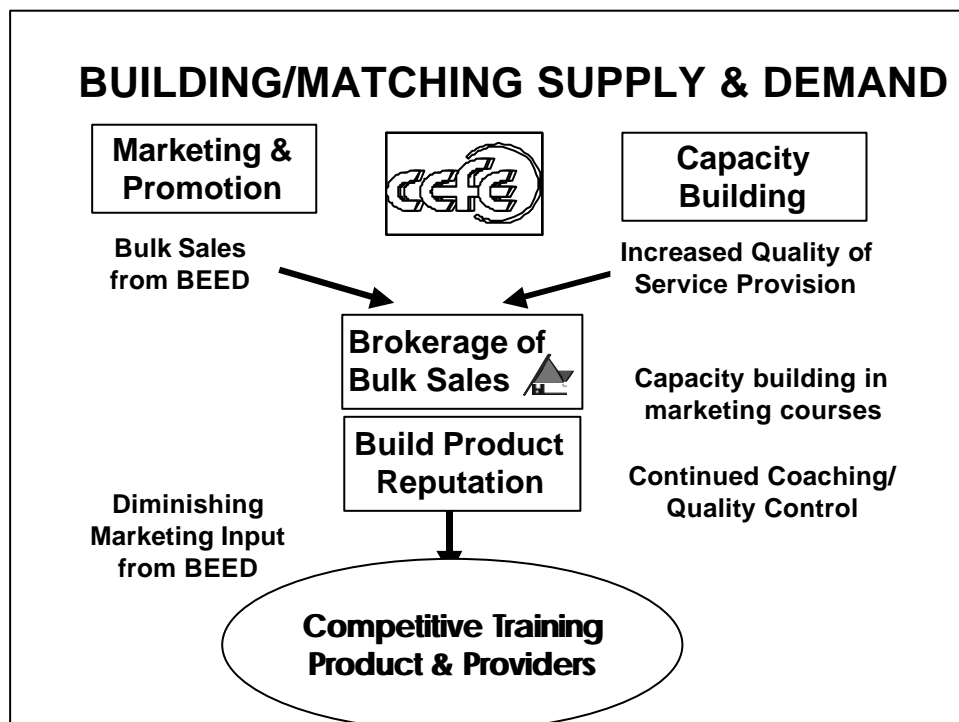 BUILDING/MATCHING SUPPLY & DEMAND
Marketing &
Promotion
cefe
Capacity
Building
Bulk Sales
from BEED
Increased Quality of
Service Provision
Brokerage of
Bulk Sales
Capacity building in
marketing courses
Build Product
Reputation
Continued Coaching/
Quality Control
Diminishing
Marketing Input
from BEED
Competitive Training
Product & Providers